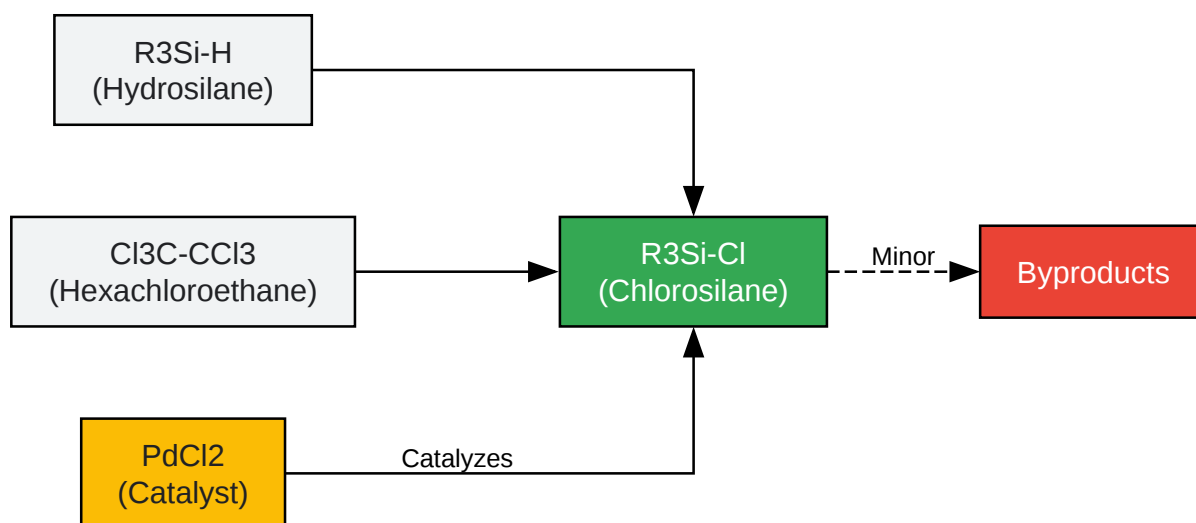 R3Si-H
(Hydrosilane)
Cl3C-CCl3
(Hexachloroethane)
R3Si-Cl
(Chlorosilane)
Minor
Byproducts
PdCl2
(Catalyst)
Catalyzes